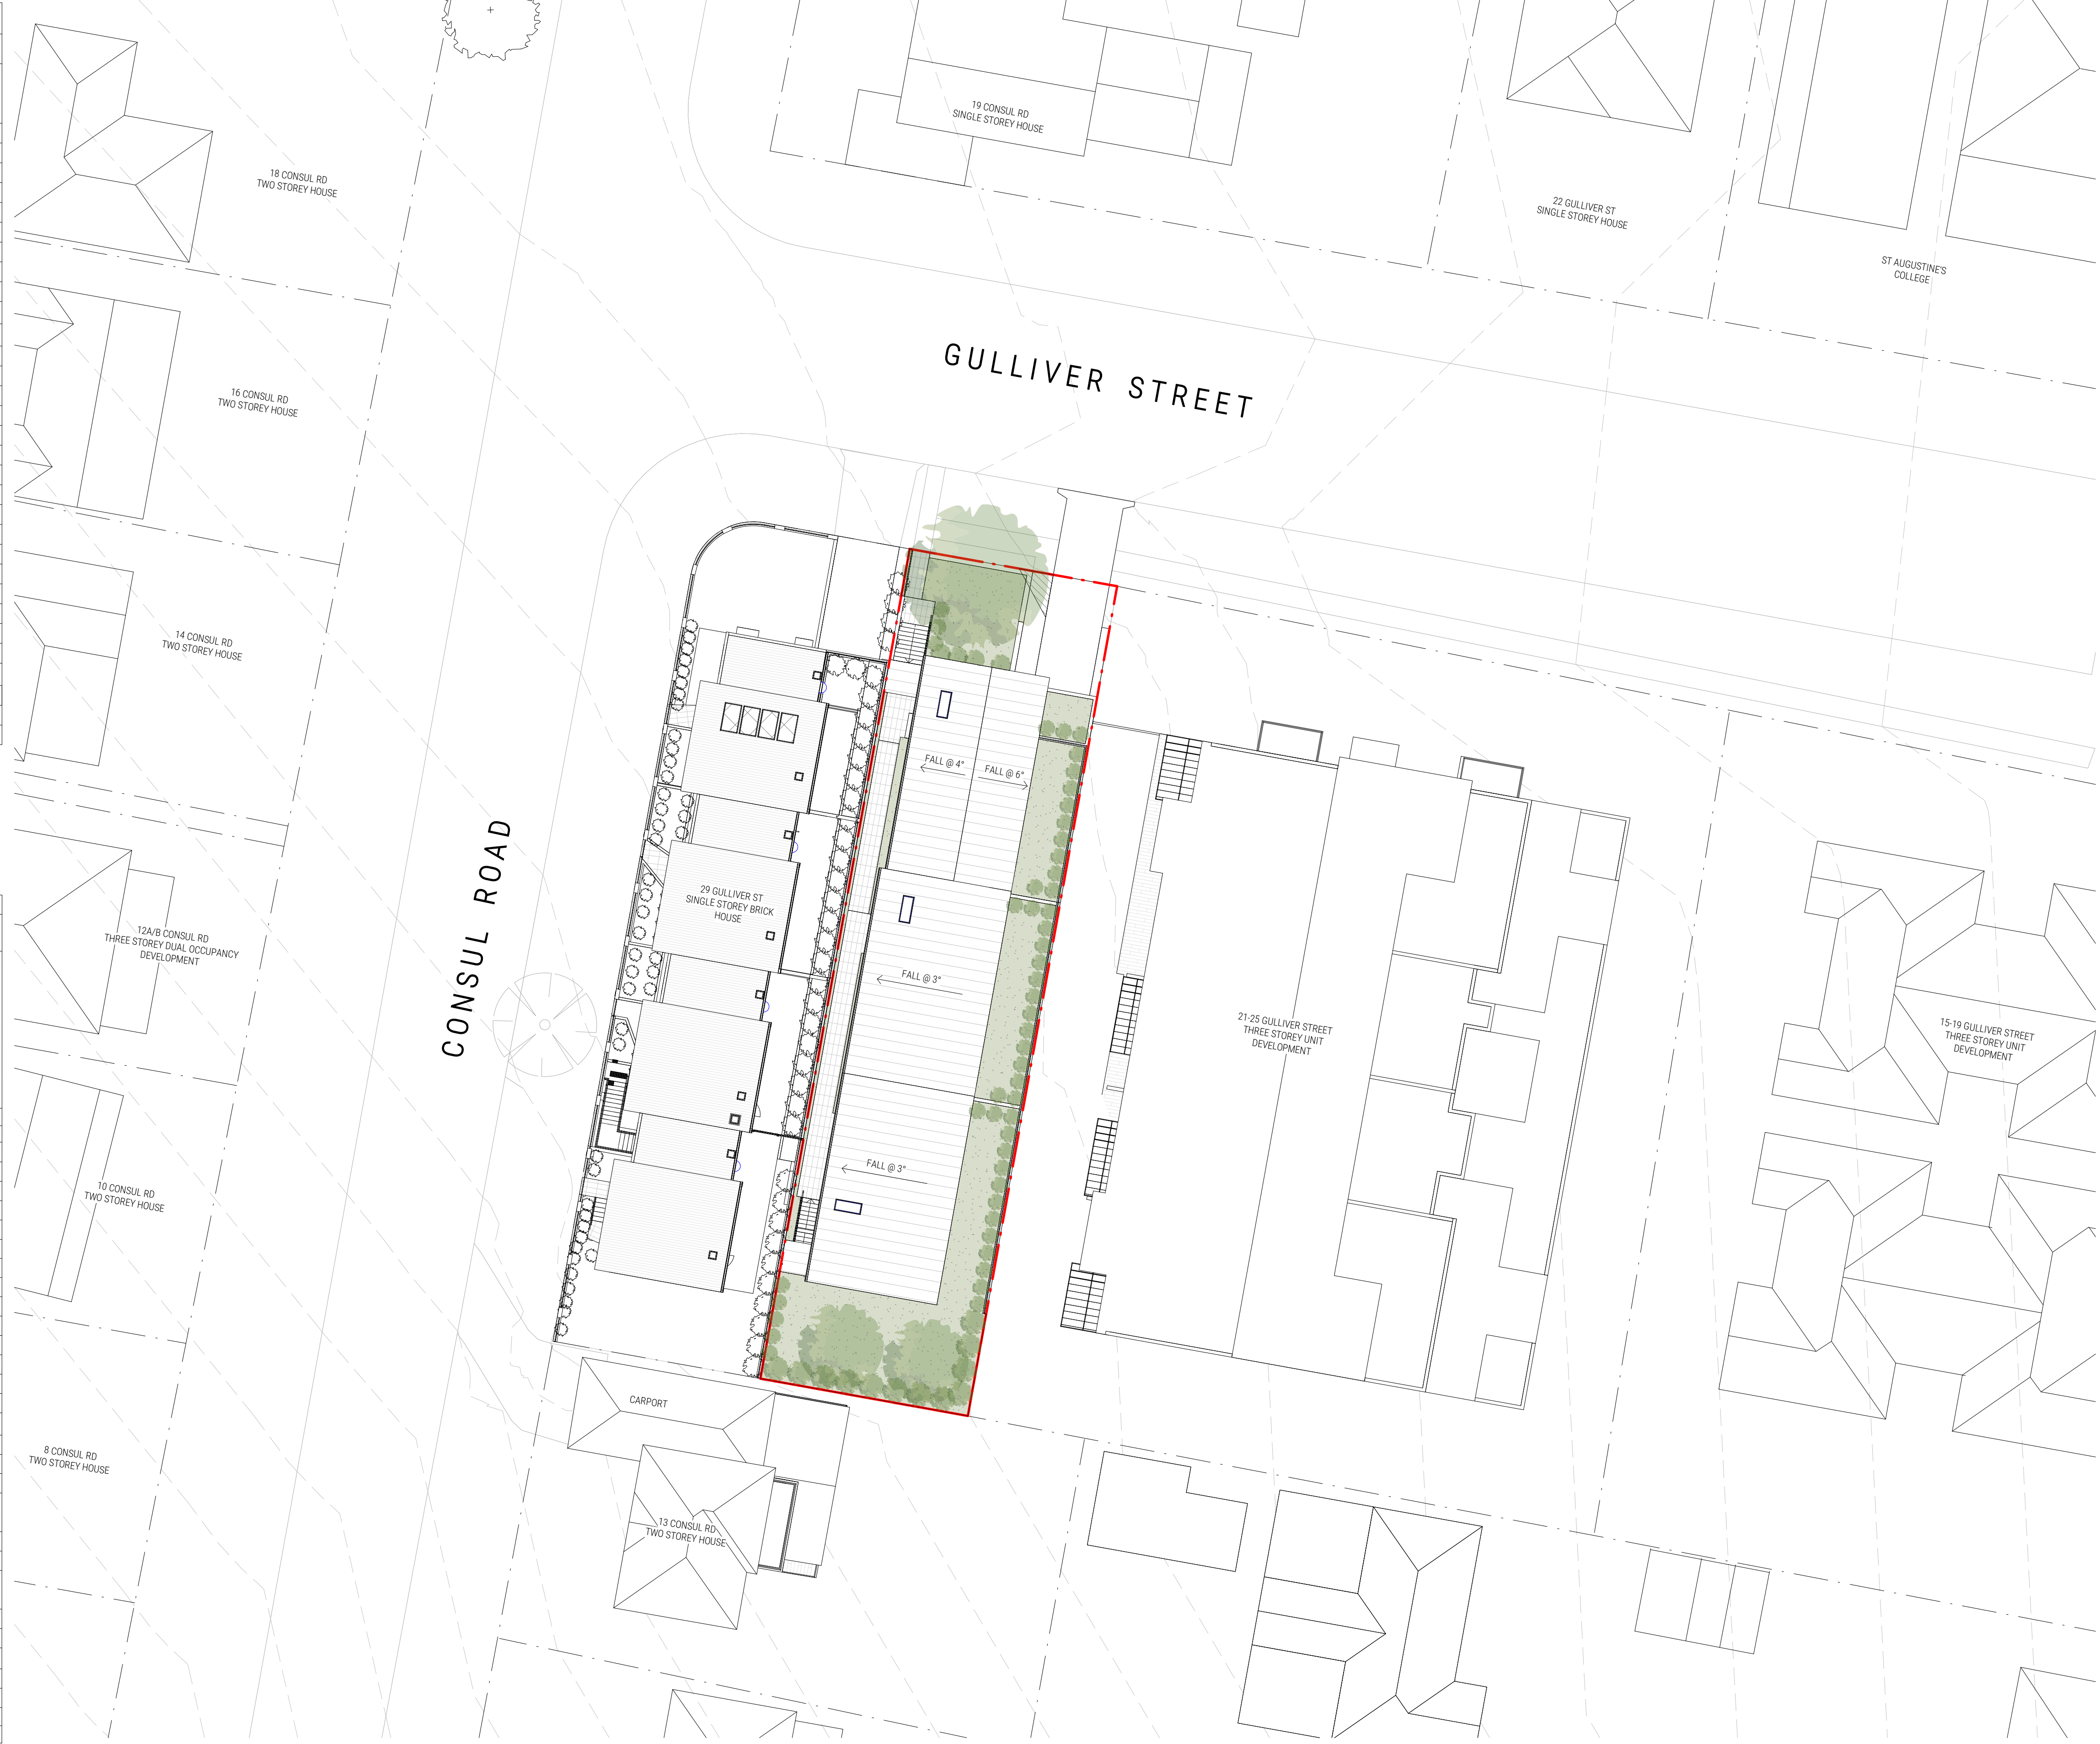 19 CONSUL RD
SINGLE STOREY HOUSE
18 CONSUL RD
TWO STOREY HOUSE
22 GULLIVER ST
SINGLE STOREY HOUSE
ST AUGUSTINE'S
COLLEGE
GULLIVER STREET
16 CONSUL RD
TWO STOREY HOUSE
14 CONSUL RD
TWO STOREY HOUSE
FALL @ 4°
FALL @ 6°
CONSUL ROAD
29 GULLIVER ST
SINGLE STOREY BRICK
HOUSE
12A/B CONSUL RD
THREE STOREY DUAL OCCUPANCY
DEVELOPMENT
FALL @ 3°
21-25 GULLIVER STREET
THREE STOREY UNIT
DEVELOPMENT
15-19 GULLIVER STREET
THREE STOREY UNIT
DEVELOPMENT
FALL @ 3°
10 CONSUL RD
TWO STOREY HOUSE
CARPORT
8 CONSUL RD
TWO STOREY HOUSE
13 CONSUL RD
TWO STOREY HOUSE